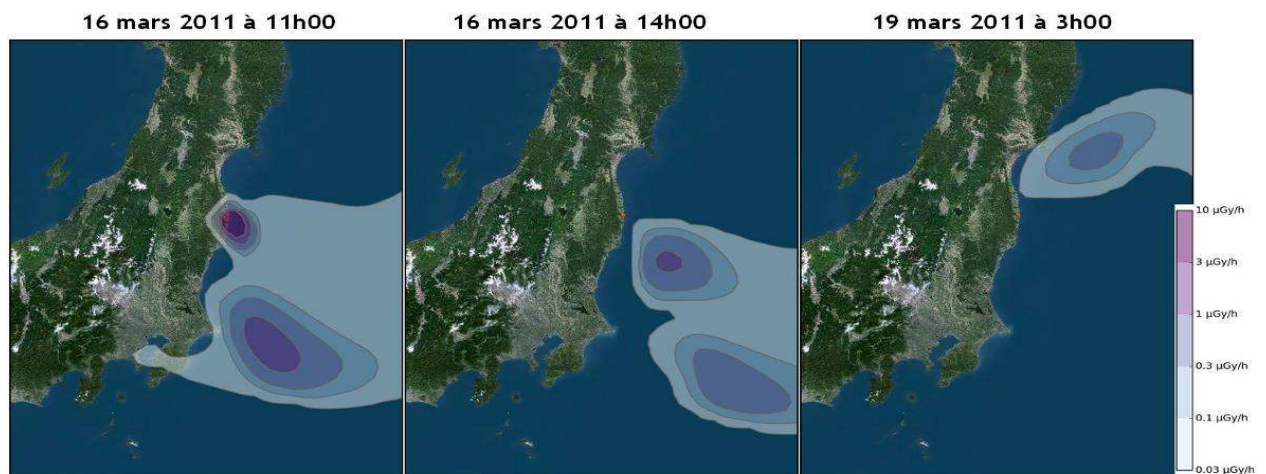 16 mars 2011 à 11h00
16 mars 2011 à 14h00
19 mars 2011 à 3h00
10 μGy/h
3 μGy/h
1 μGy/h
0.3 μGy/h
0.1 μGy/h
0.03 μGy/h